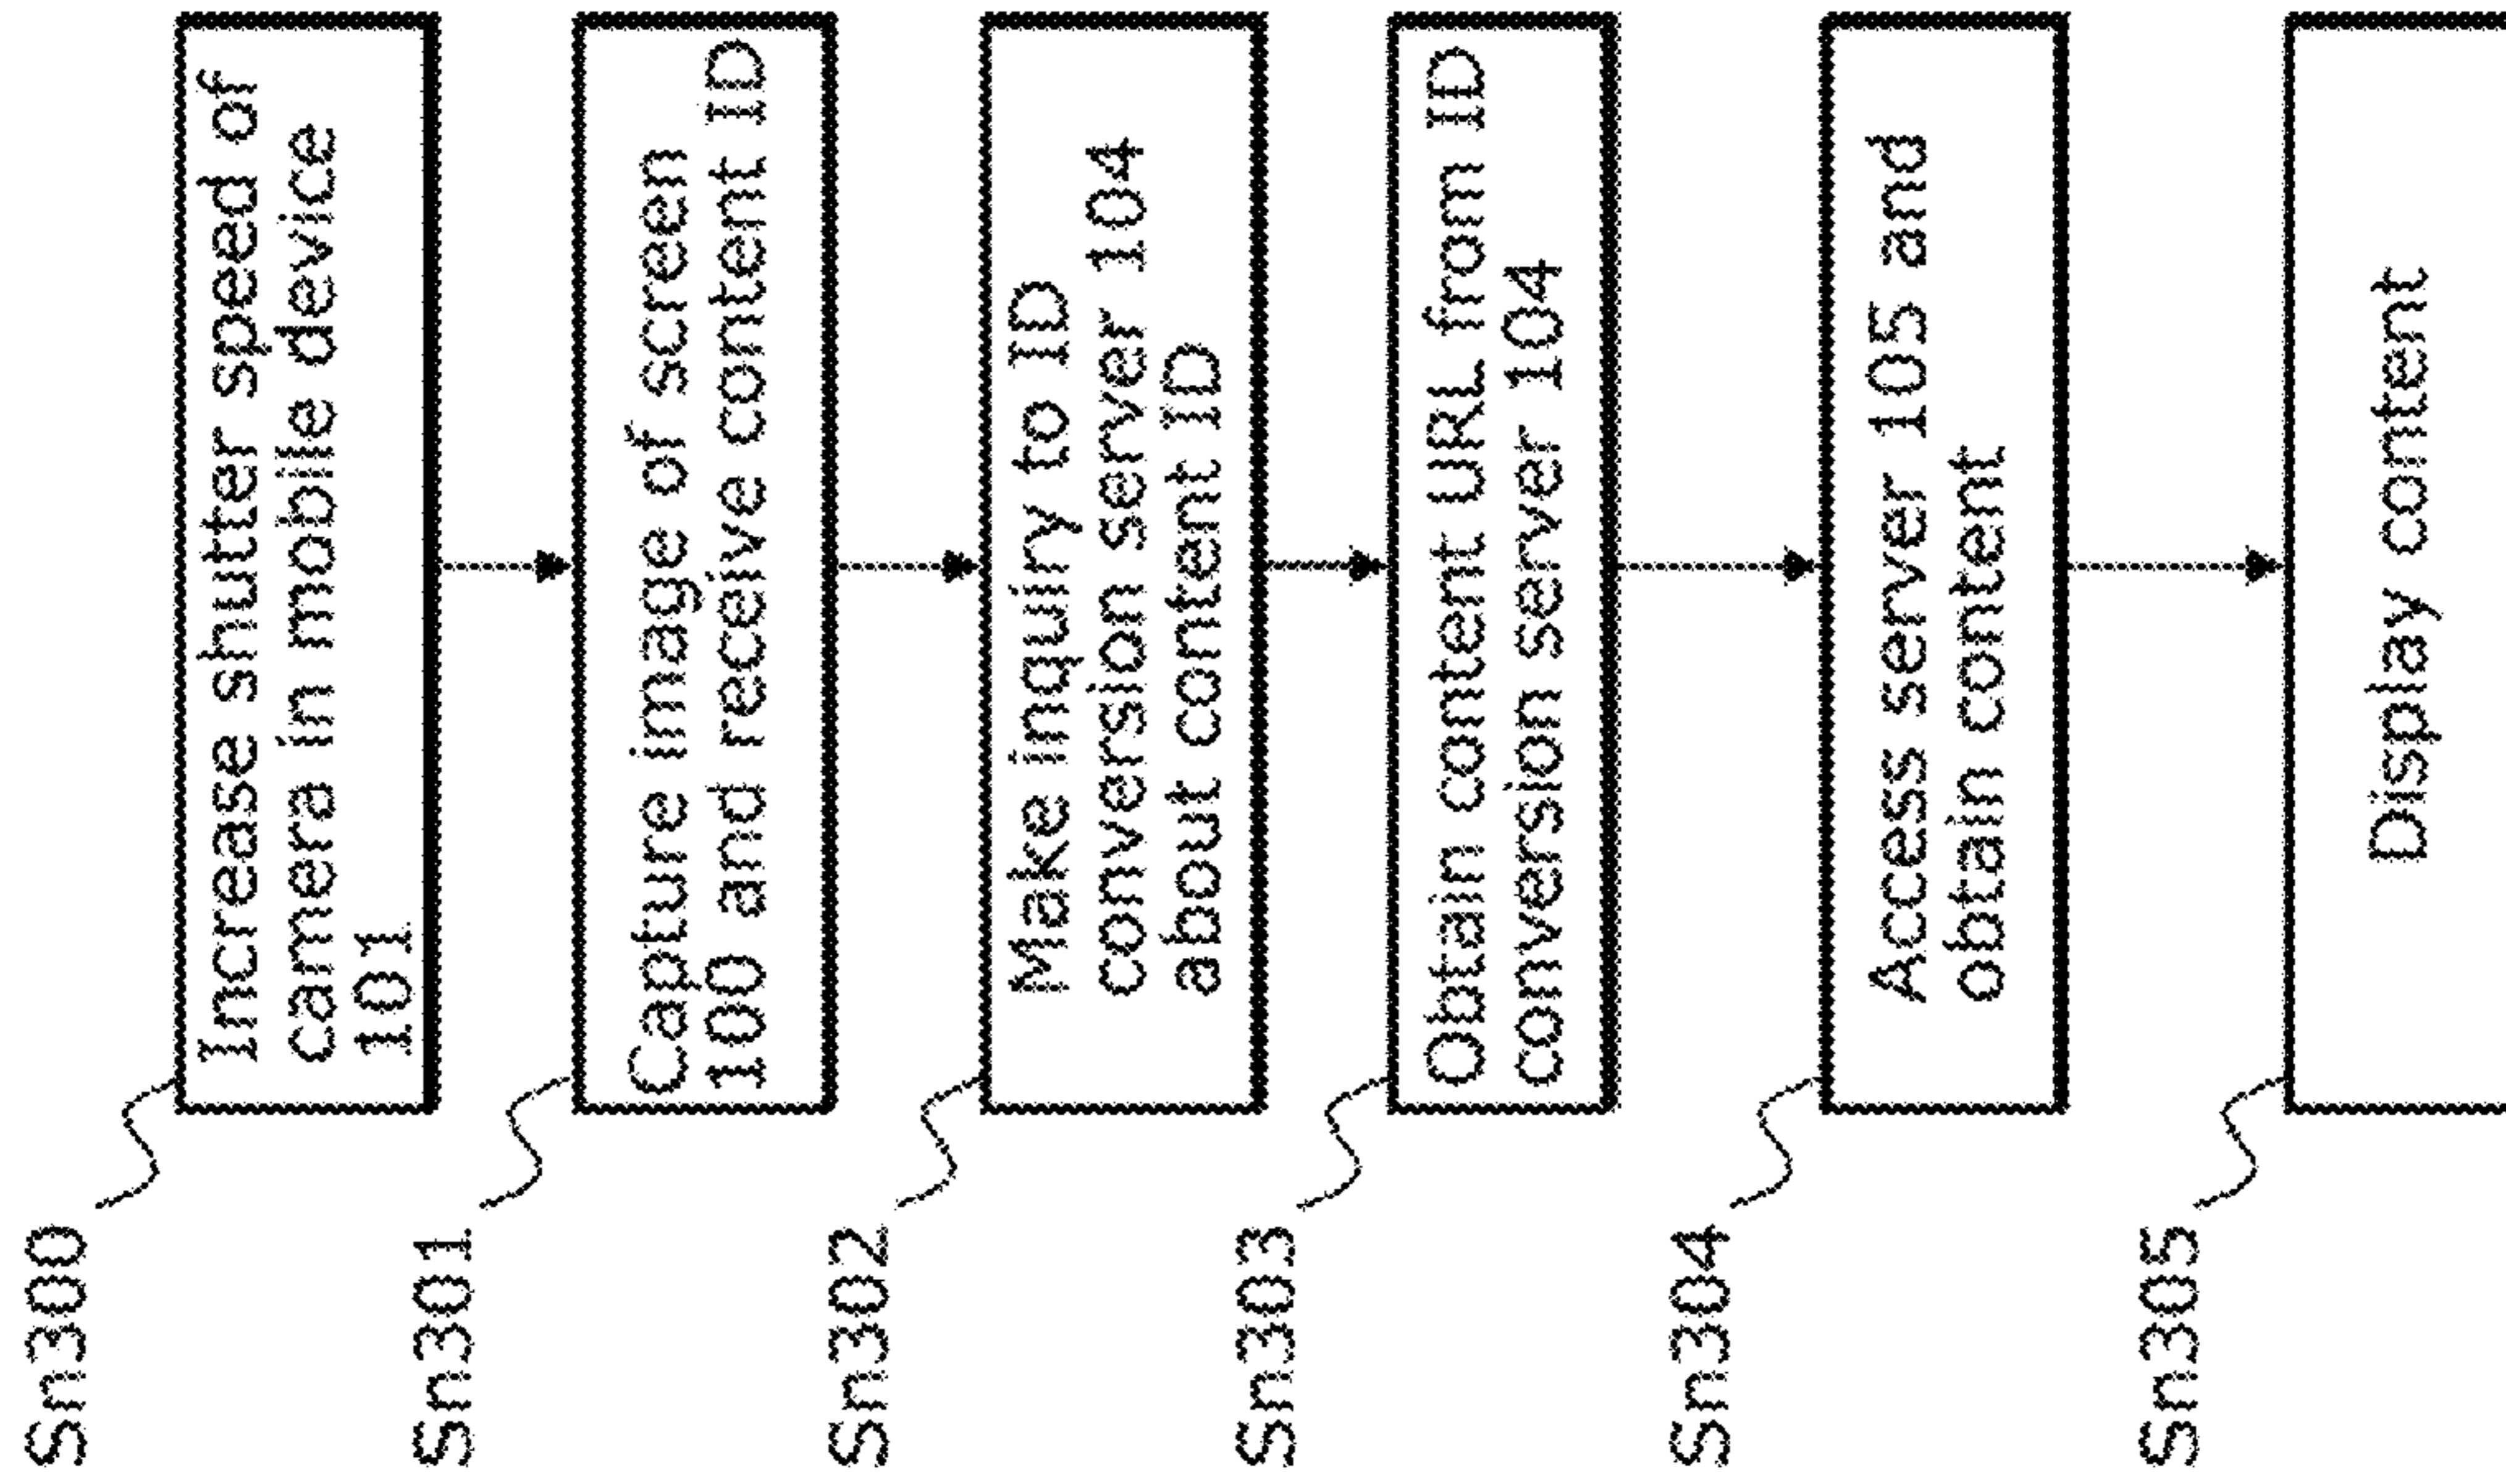 Sn300
Increase shutter speed of
camera in mobile device
101
Sn301
Capture image of screen
100 and receive content ID
Sn302
Make inquiry to ID
conversion server 104
about content ID
Sn303
Obtain content URL from ID
conversion server 104
Sn304
Access server 105 and
obtain content
Sn305
Display content